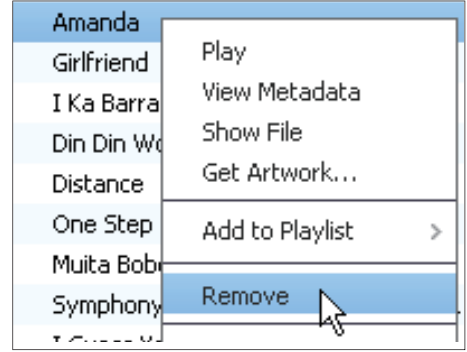 Amanda
Girlfriend
I Ka Barra
Din Din Wo
Distance
One Step
Muita Bob
Symphony
Play
View Metadata
Show File
Get Artwork...
Add to Playlist
Remove